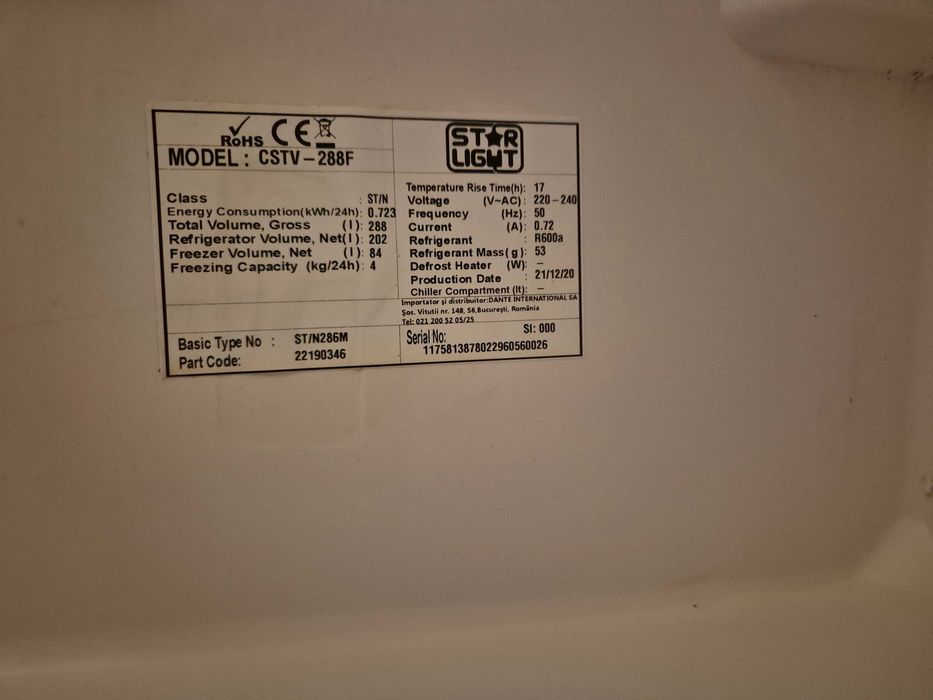 RoHS CE
MODEL : CSTV-288F
Class : ST/N
Energy Consumption(kWh/24h): 0.723
Total Volume, Gross (l): 288
Refrigerator Volume, Net(l): 202
Freezer Volume, Net (l): 84
Freezing Capacity (kg/24h): 4
Basic Type No : ST/N286M
Part Code: 22190346
STAR
LIGHT
Temperature Rise Time(h): 17
Voltage (V~AC): 220-240
Frequency (Hz): 50
Current (A): 0.72
Refrigerant : R600a
Refrigerant Mass(g): 53
Defrost Heater (W): –
Production Date : 21/12/20
Chiller Compartment (lt): –
Importator și distribuitor:DANTE INTERNATIONAL SA
Șos. Vitutii nr. 148, S6,București, România
Tel: 021 200 52 05/25
SI: 000
Serial No:
1175813878022960560026